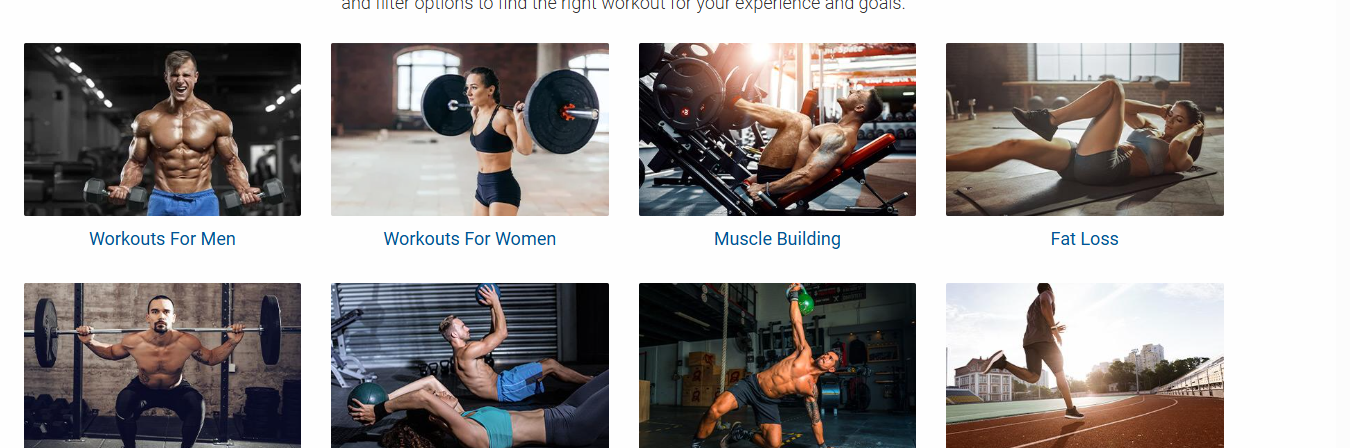 and filter options to find the right workout for your experience and goals.
Workouts For Men
Workouts For Women
Muscle Building
Fat Loss